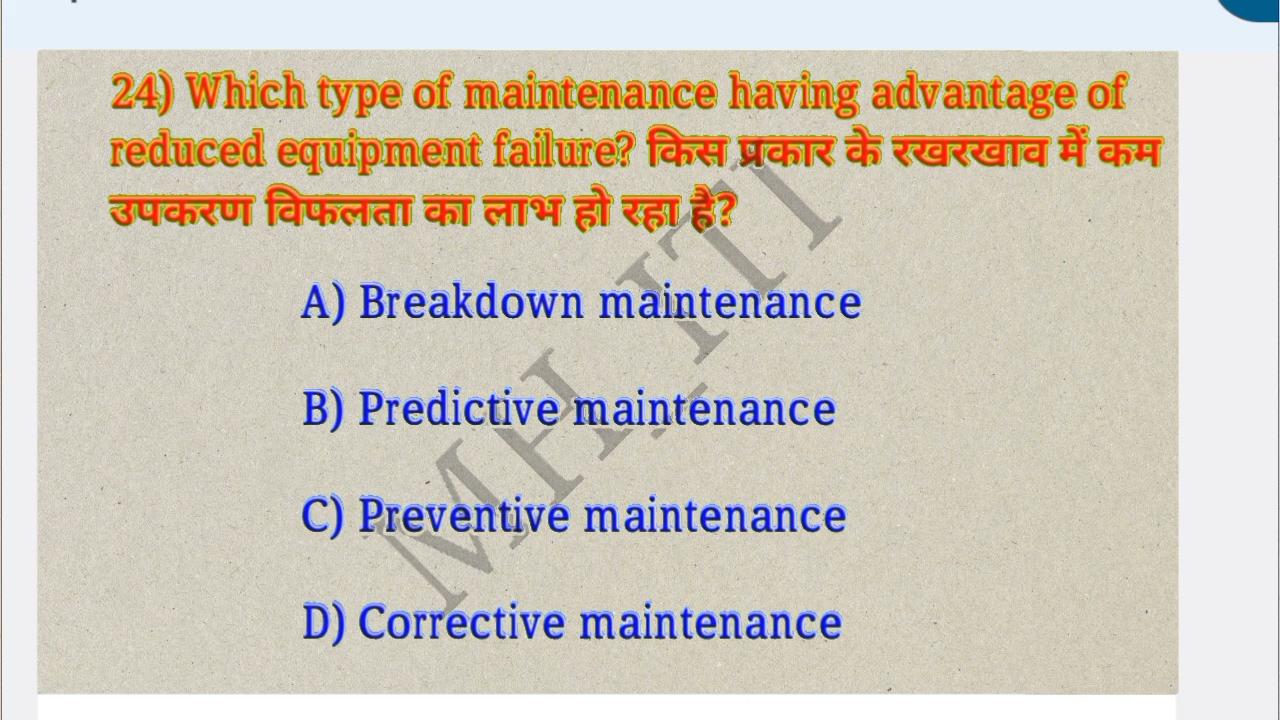 24) Which type of maintenance having advantage of
reduced equipment failure? किस प्रकार के रखरखाव में कम
उपकरण विफलता का लाभ हो रहा है?
A) Breakdown maintenance
B) Predictive maintenance
C) Preventive maintenance
D) Corrective maintenance
MH_ITI